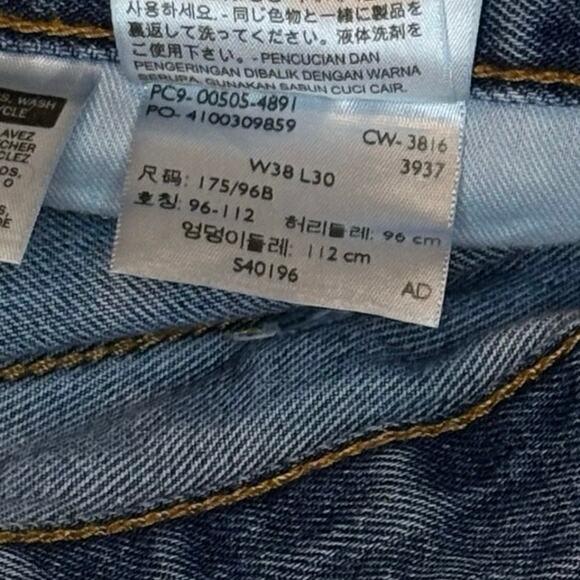 사용하세요. - 同じ色物と一緒に製品を
裏返して洗ってください。液体洗剤を
ご使用下さい。- PENCUCIAN DAN
PENGERINGAN DIBALIK DENGAN WARNA
SERUPA. GUNAKAN SABUN CUCI CAIR.
WASH
AVEZ
PC9-00505-4891
PO-4100309859
CW-3816
3937
W38 L30
尺码: 175/96B
호칭: 96-112 허리둘레: 96 cm
엉덩이둘레: 112 cm
S40196
AD